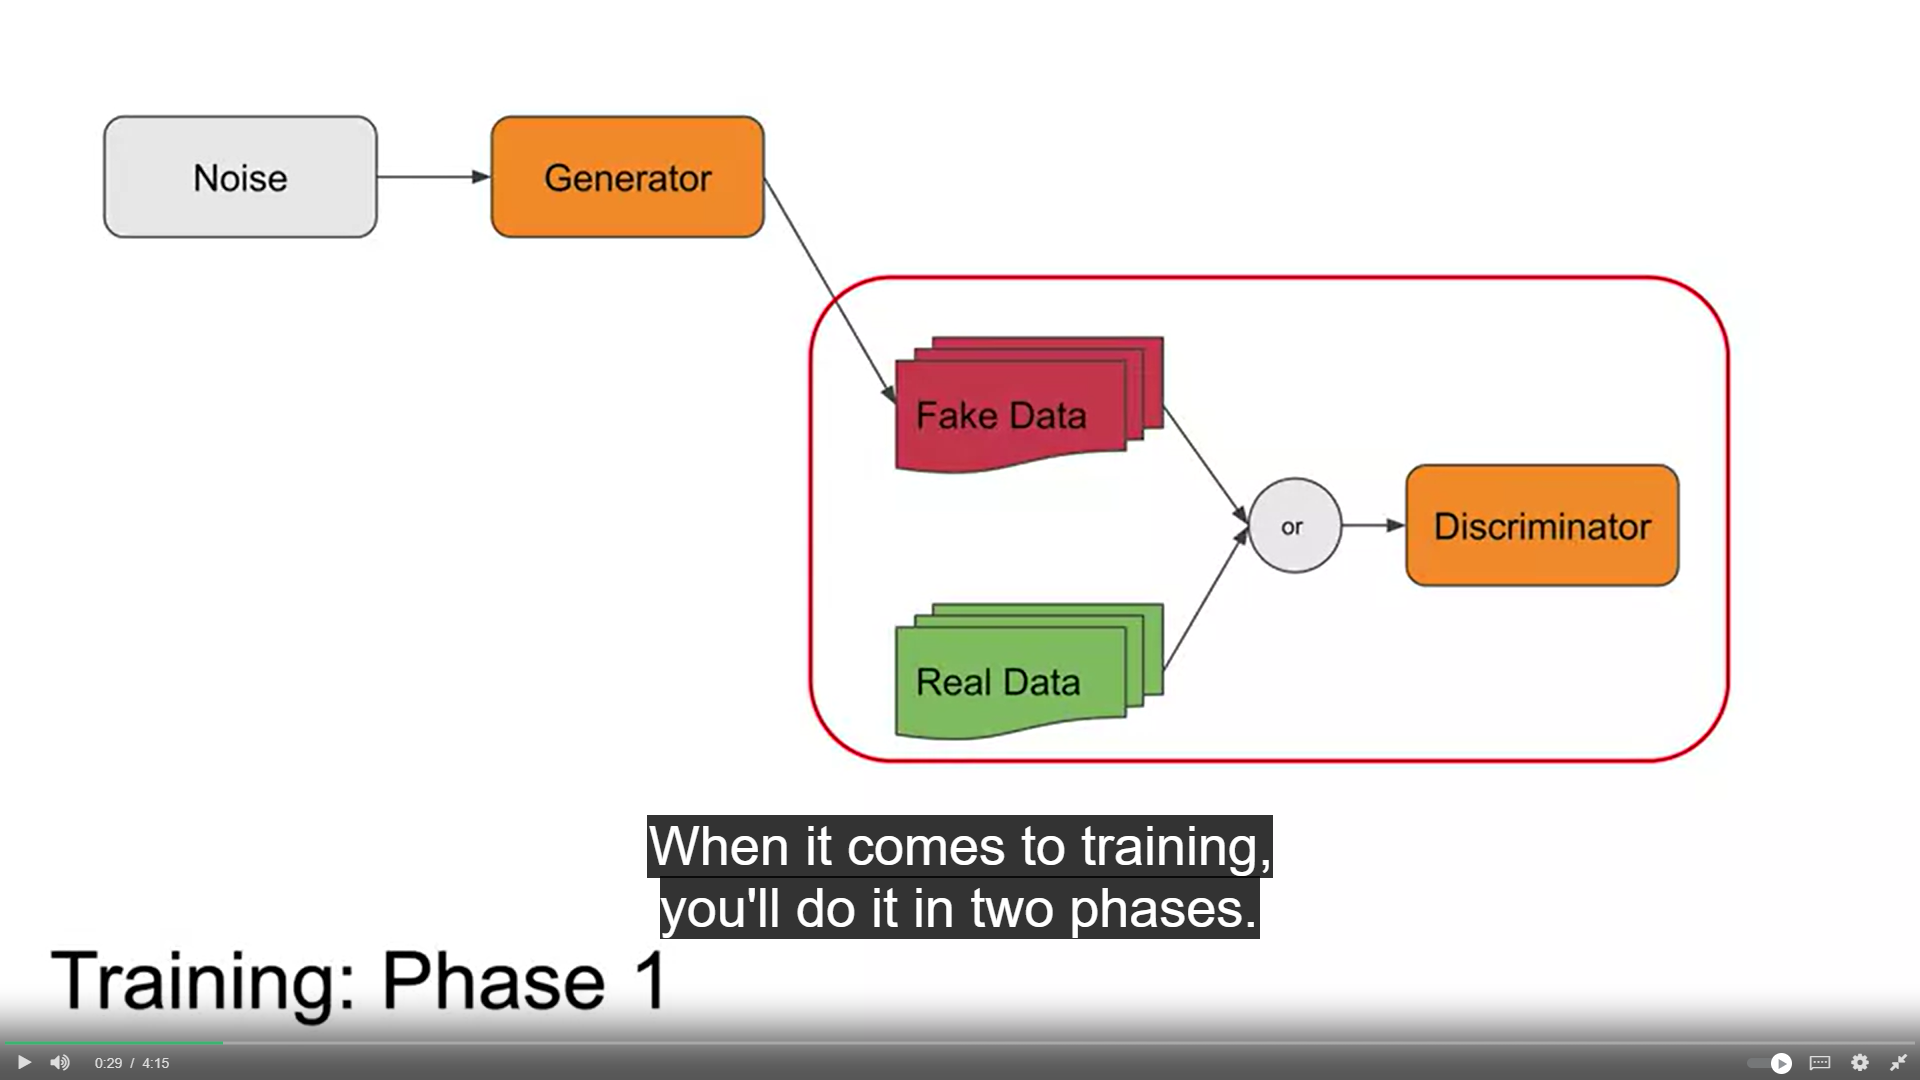 Noise
Generator
Fake Data
or
Discriminator
Real Data
When it comes to training,
you'll do it in two phases.
Training: Phase 1
0:29 / 4:15